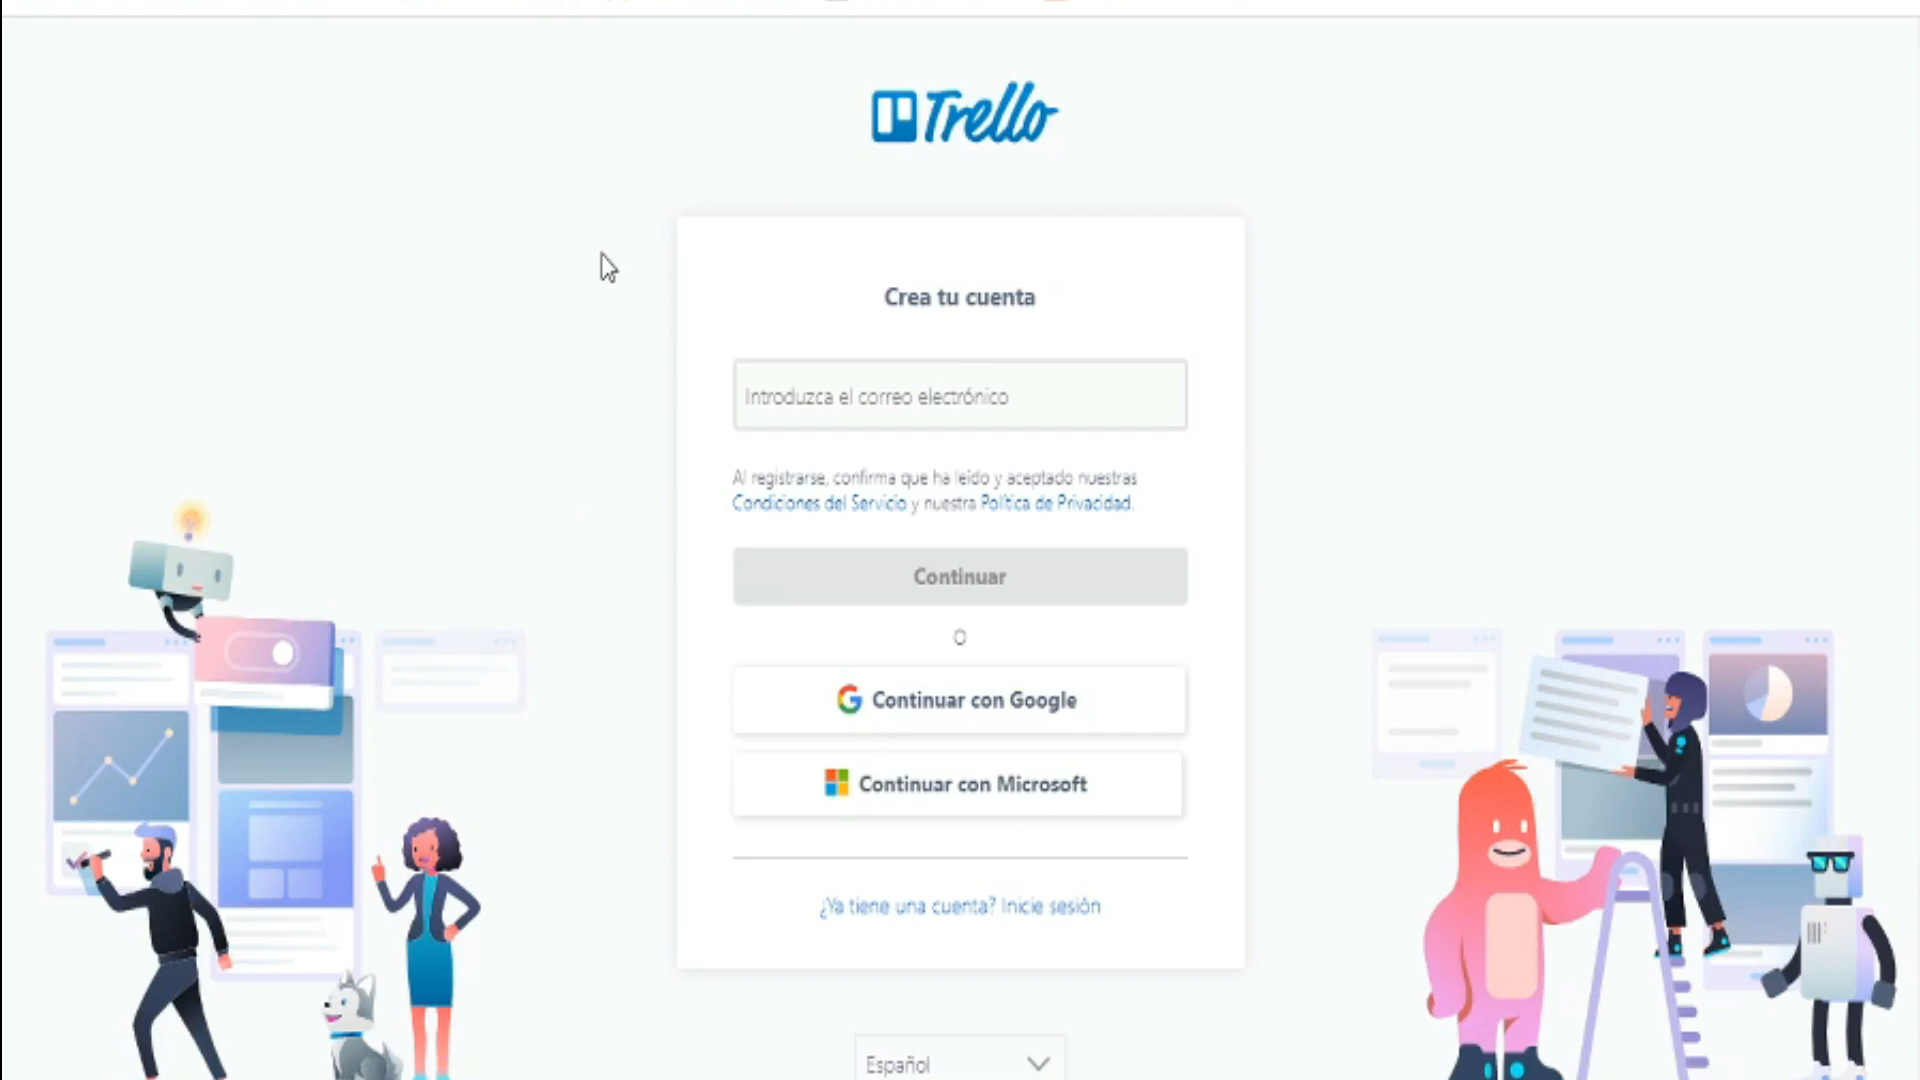 Trello
Crea tu cuenta
Introduzca el correo electrónico
Al registrarse, confirma que ha leído y aceptado nuestras
Condiciones del Servicio y nuestra Política de Privacidad.
Continuar
O
Continuar con Google
Continuar con Microsoft
¿Ya tiene una cuenta? Inicie sesión
Español